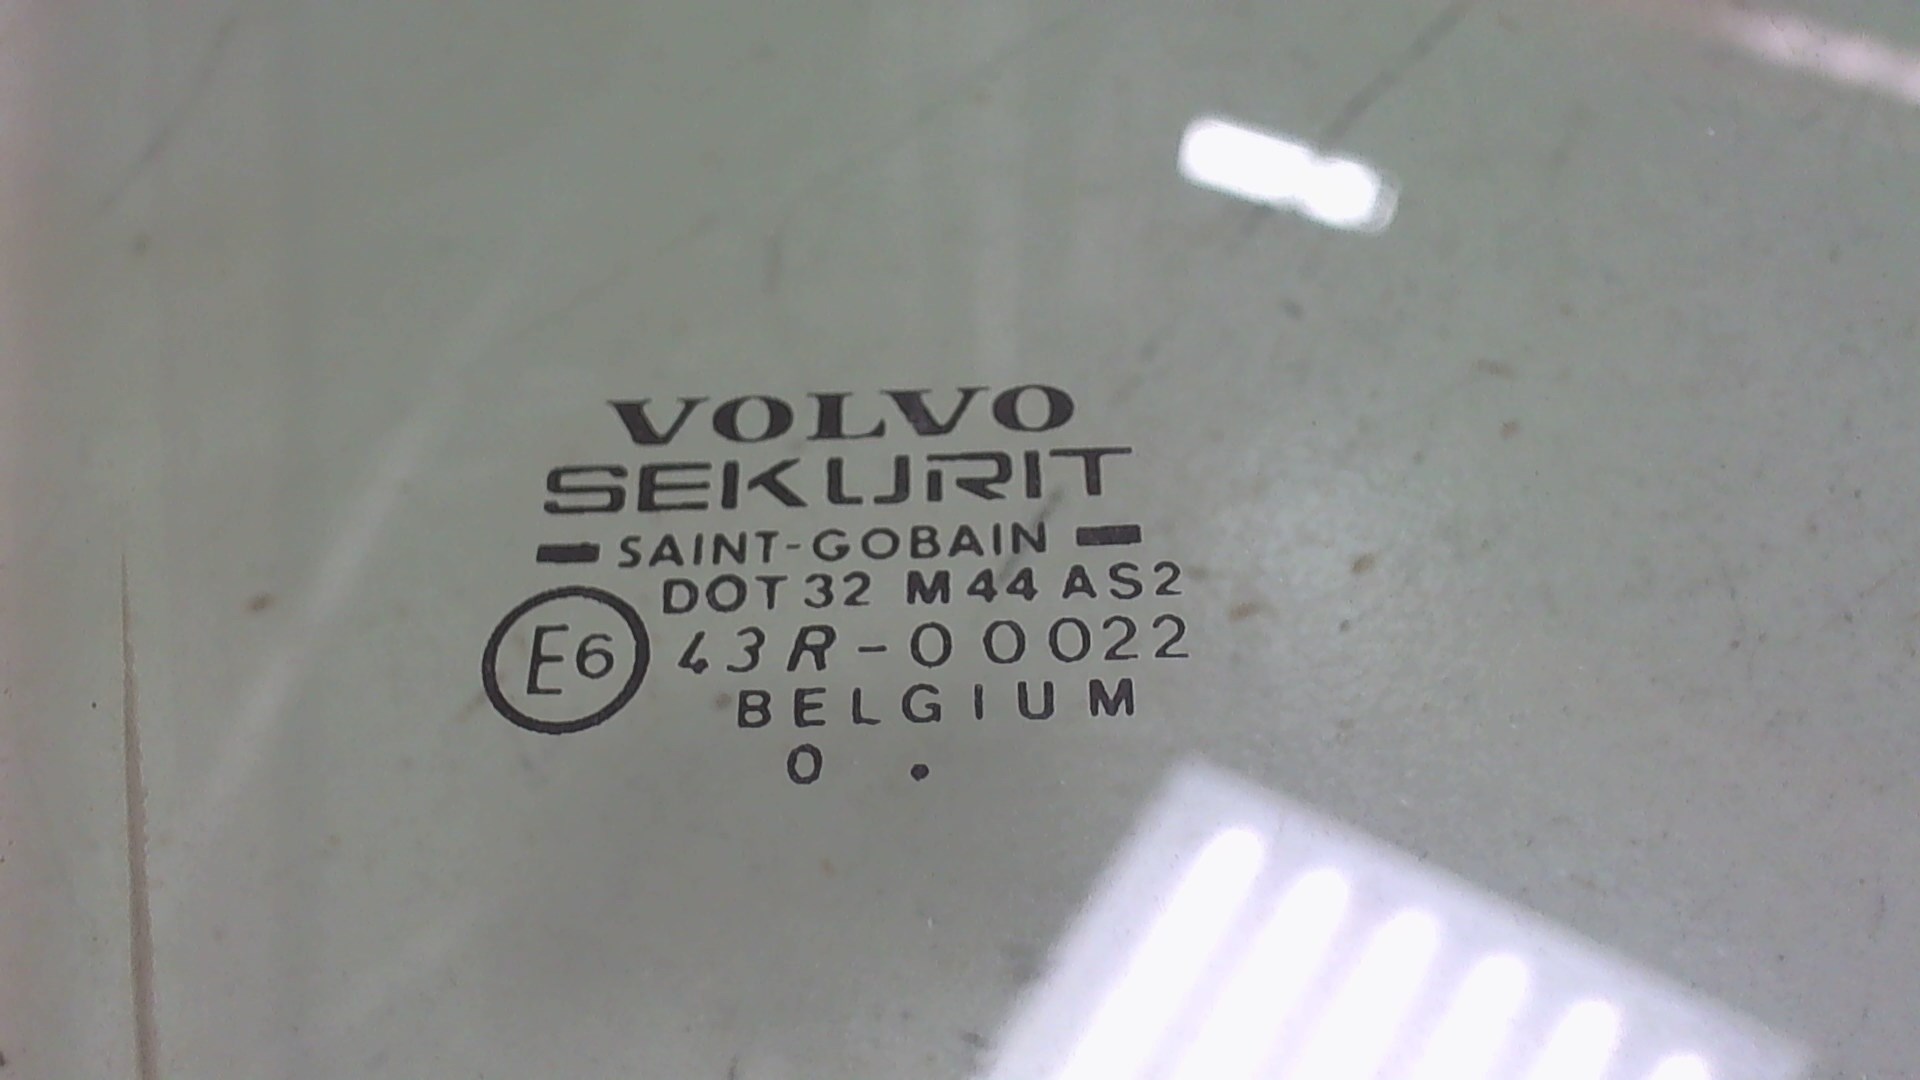 VOLVO
SEKURIT
SAINT-GOBAIN
DOT 32 M44 AS2
E6 43R-00022
BELGIUM
0 .